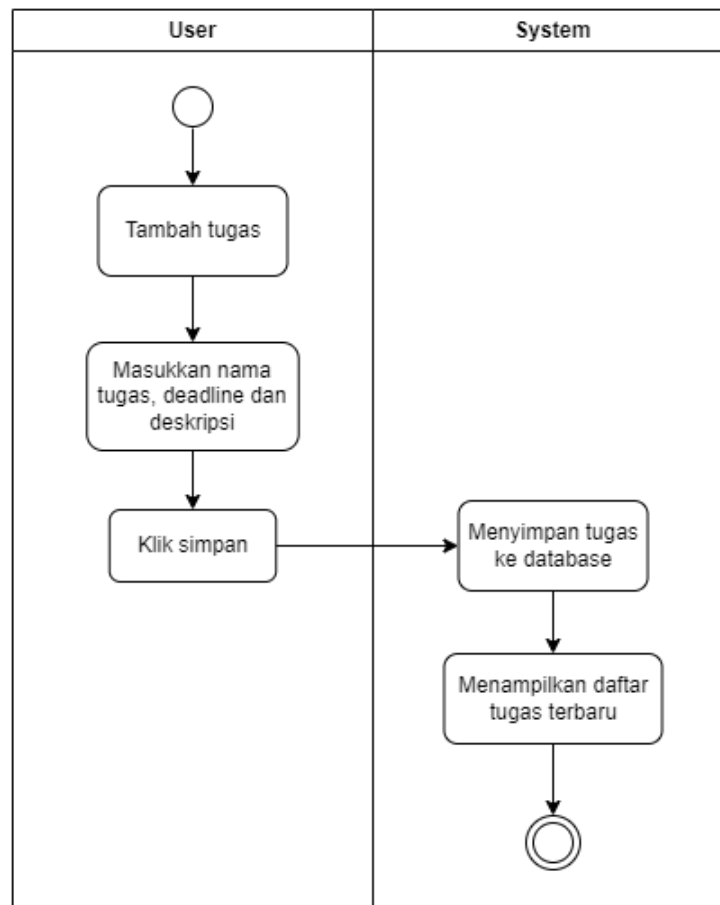 User
System
Tambah tugas
Masukkan nama
tugas, deadline dan
deskripsi
Klik simpan
Menyimpan tugas
ke database
Menampilkan daftar
tugas terbaru